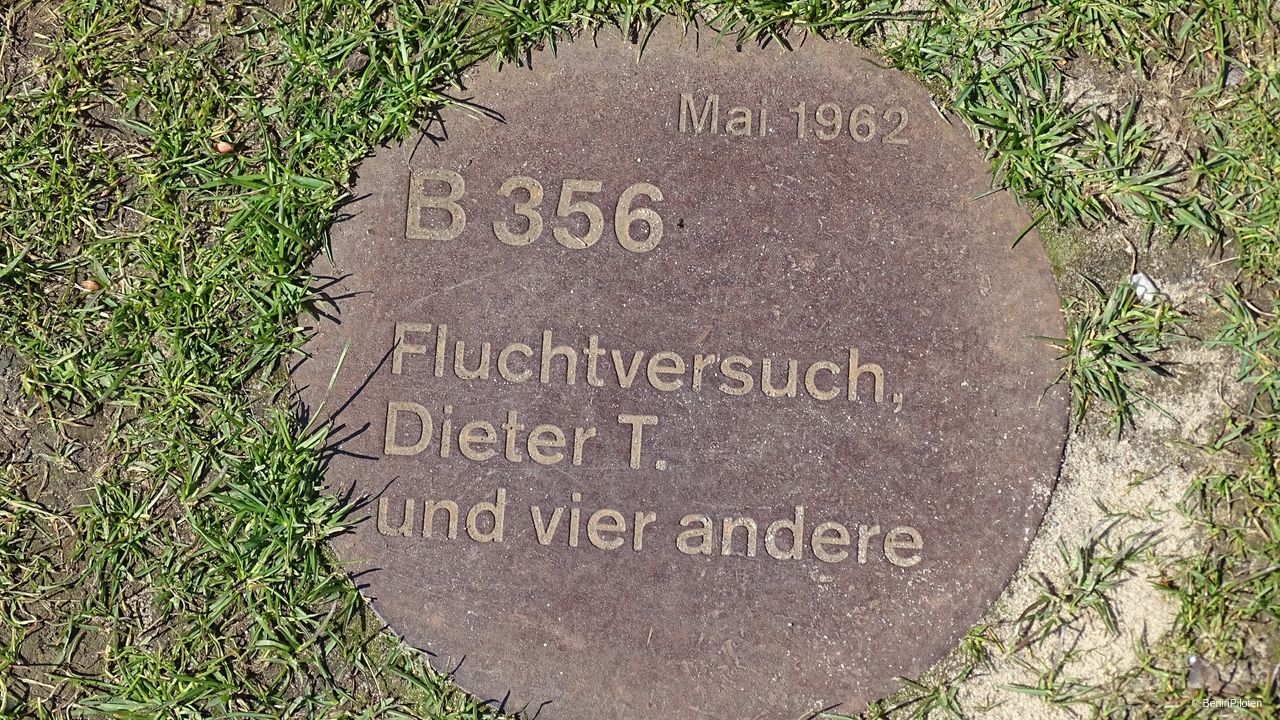 Mai 1962
B 356
Fluchtversuch,
Dieter T.
und vier andere
© BerlinPiloten